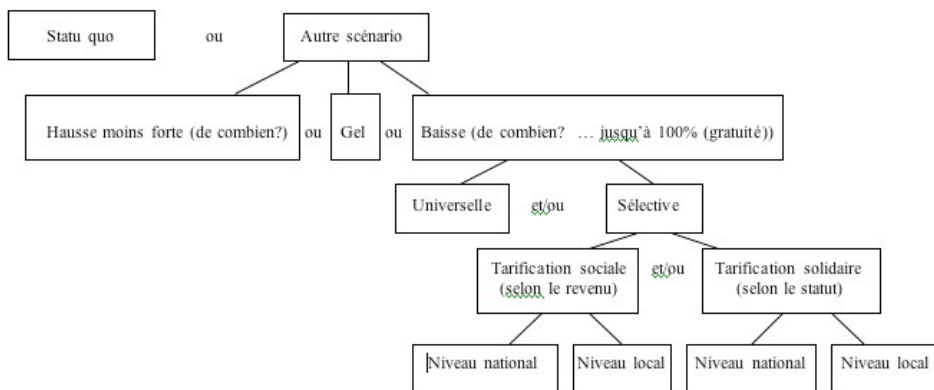 Statu quo ou Autre scénario
Hausse moins forte (de combien?) ou Gel ou Baisse (de combien? … jusqu'à 100% (gratuité))
Universelle et/ou Sélective
Tarification sociale et/ou Tarification solidaire
(selon le revenu) (selon le statut)
Niveau national Niveau local Niveau national Niveau local